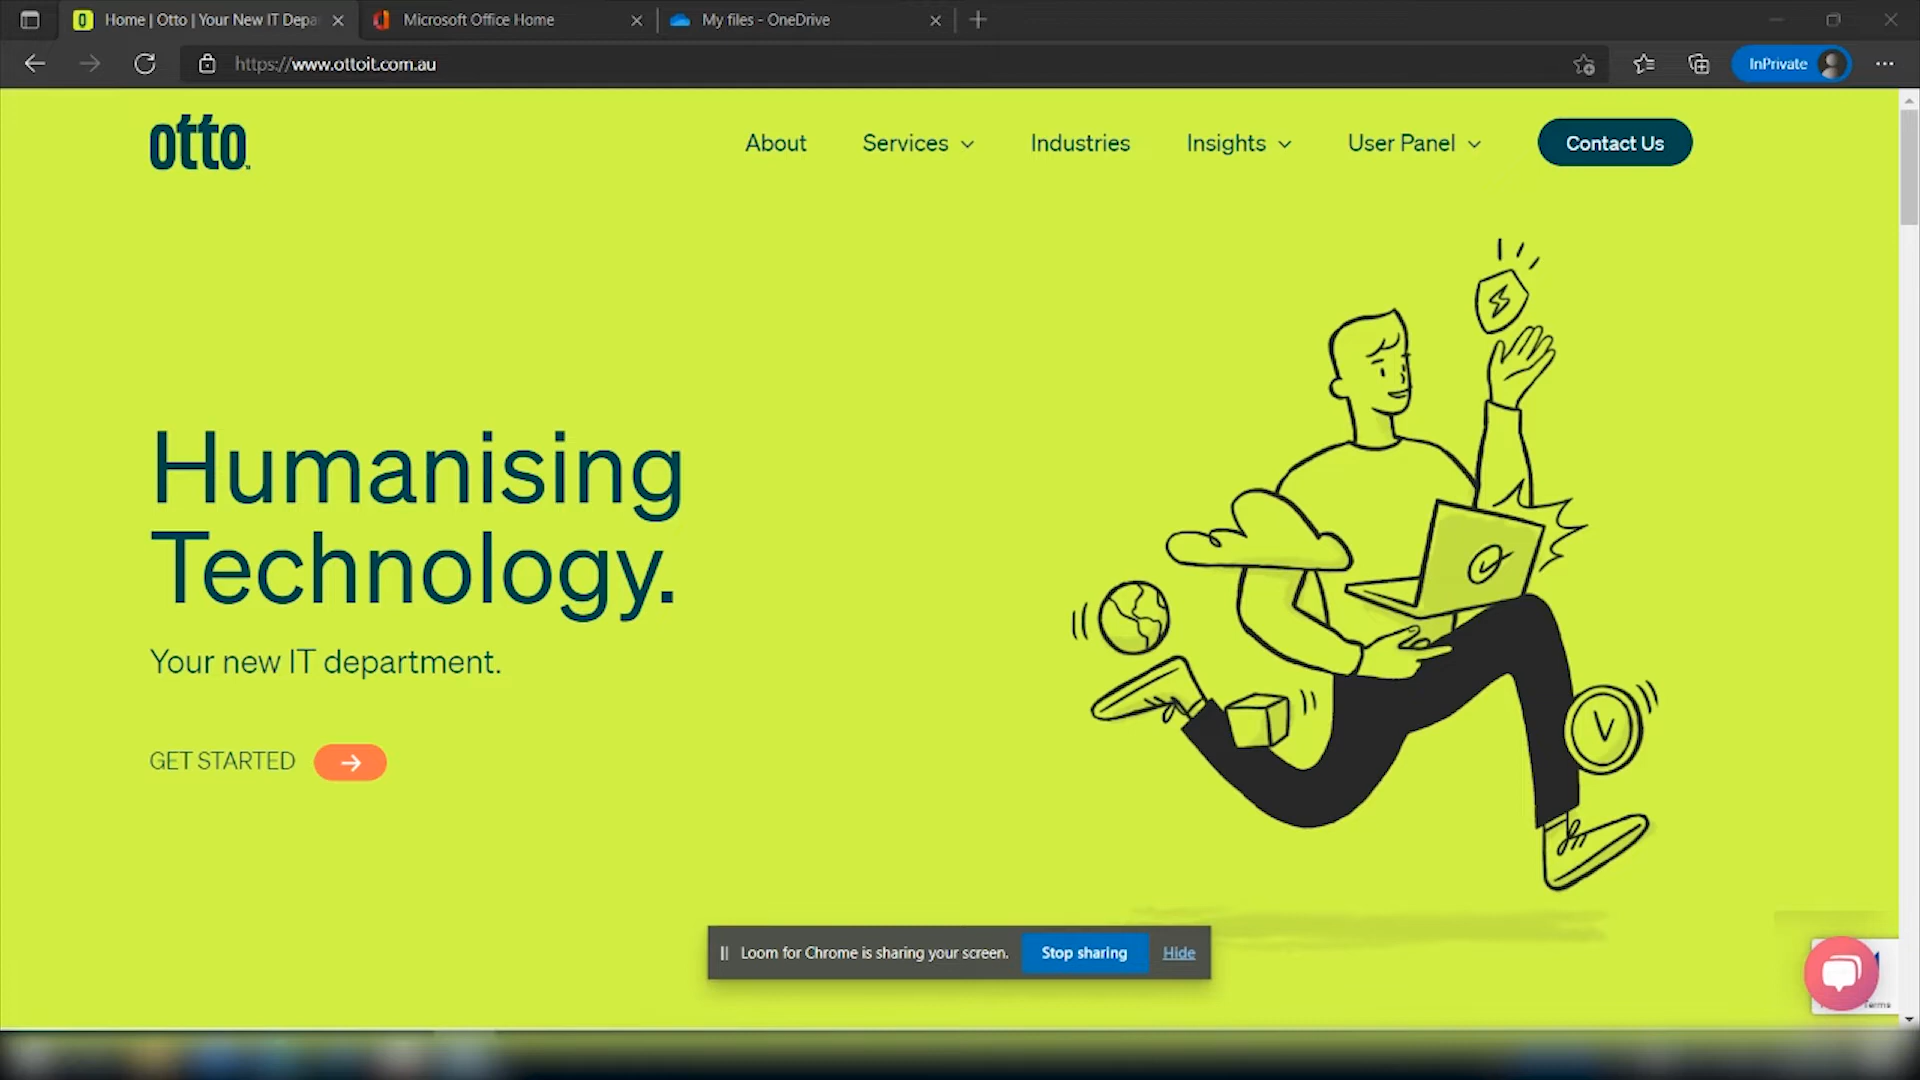 Home | Otto | Your New IT Depa
Microsoft Office Home
My files - OneDrive
https://www.ottoit.com.au
InPrivate
otto
About
Services
Industries
Insights
User Panel
Contact Us
Humanising
Technology.
Your new IT department.
GET STARTED
Loom for Chrome is sharing your screen.
Stop sharing
Hide
Terms